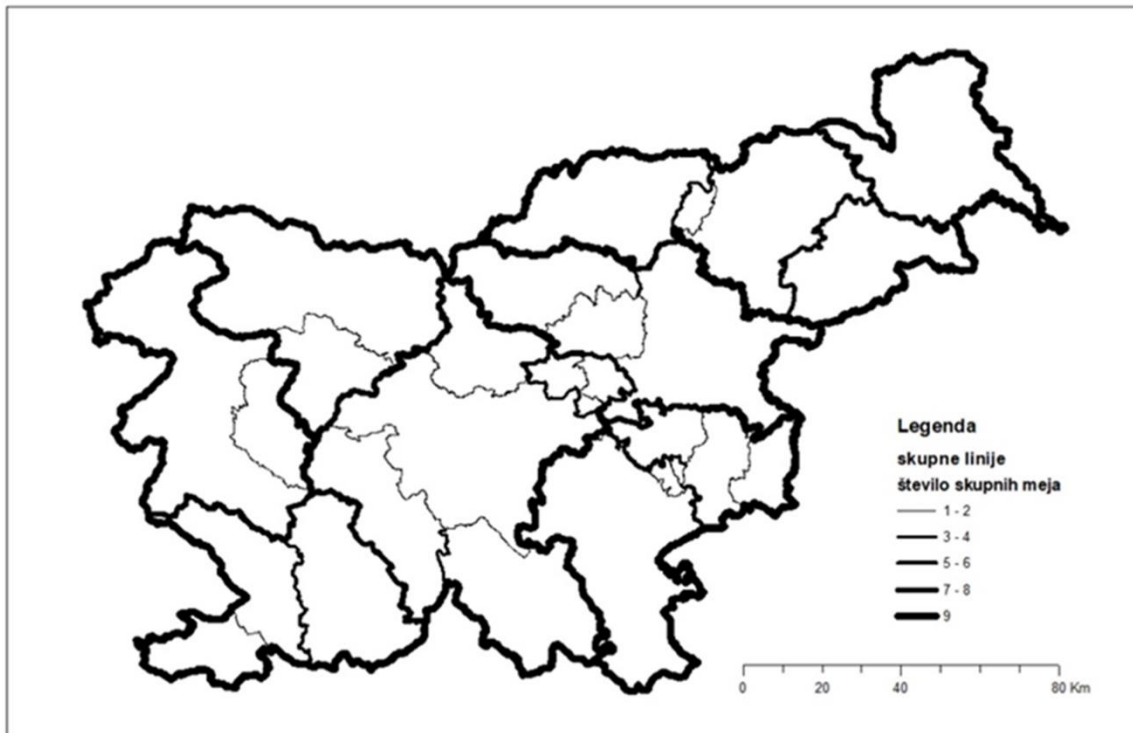 Legenda
skupne linije
število skupnih meja
1 - 2
3 - 4
5 - 6
7 - 8
9
0 20 40 80 Km